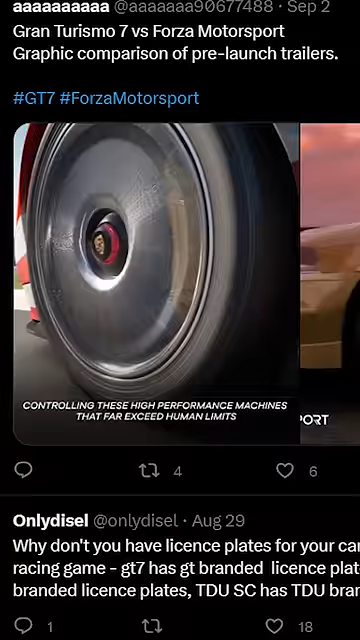 aaaaaaaaaa @aaaaaaa90677488 · Sep 2
Gran Turismo 7 vs Forza Motorsport
Graphic comparison of pre-launch trailers.
#GT7 #ForzaMotorsport
CONTROLLING THESE HIGH PERFORMANCE MACHINES
THAT FAR EXCEED HUMAN LIMITS
PORT
4
6
Onlydisel @onlydisel · Aug 29
Why don't you have licence plates for your car
racing game - gt7 has gt branded licence plat
branded licence plates, TDU SC has TDU bran
1
18